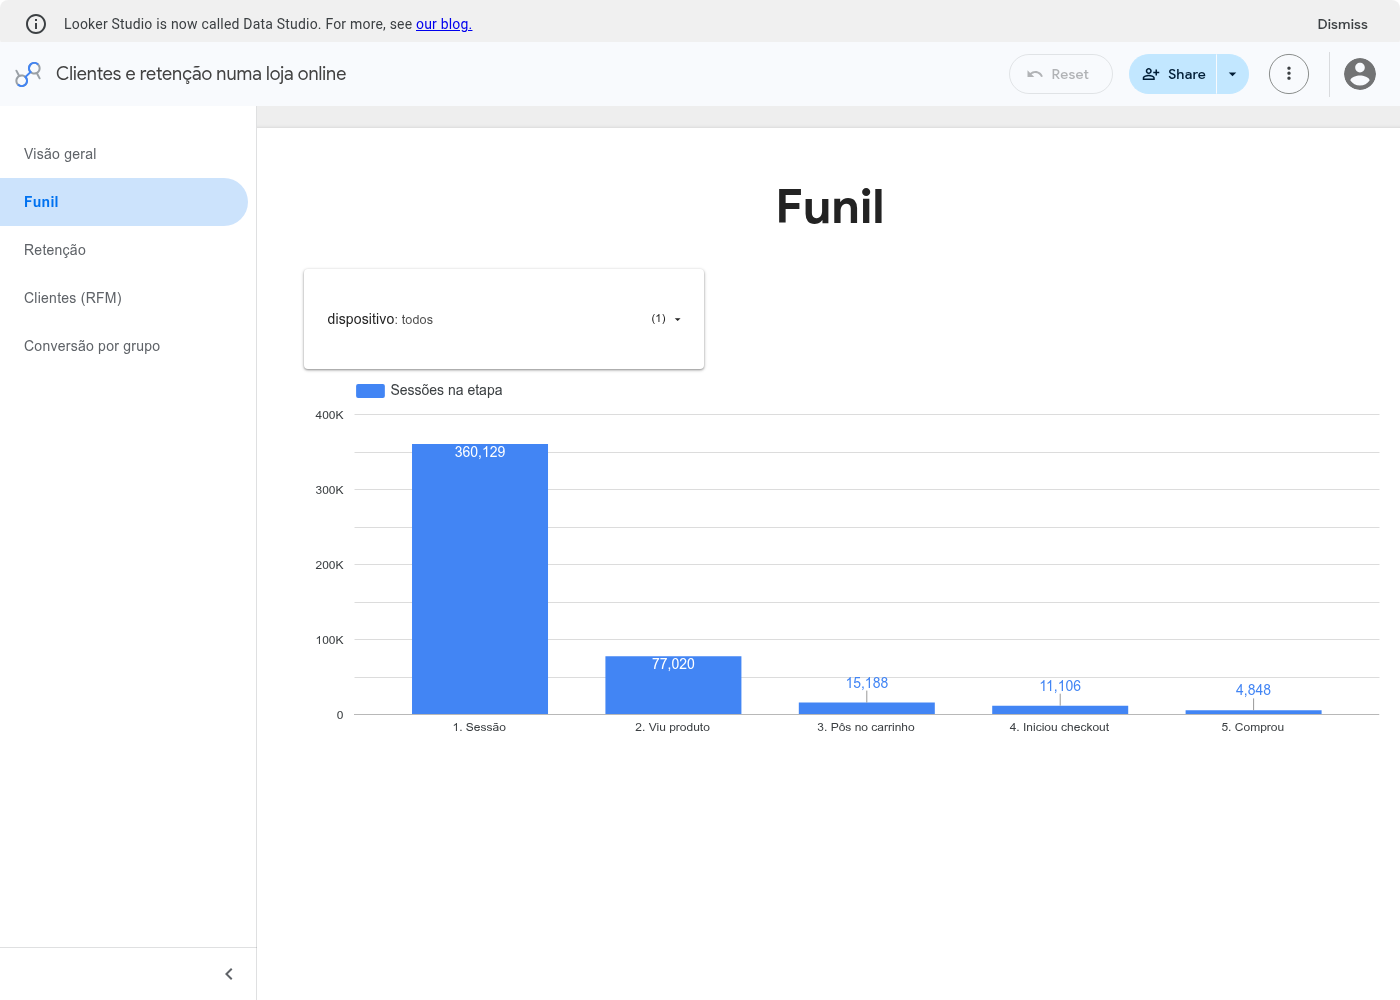 Looker Studio is now called Data Studio. For more, see our blog.
Dismiss
Clientes e retenção numa loja online
Reset
Share
Visão geral
Funil
Retenção
Clientes (RFM)
Conversão por grupo
Funil
dispositivo: todos
(1)
Sessões na etapa
400K
300K
200K
100K
0
360,129
77,020
15,188
11,106
4,848
1. Sessão
2. Viu produto
3. Pôs no carrinho
4. Iniciou checkout
5. Comprou